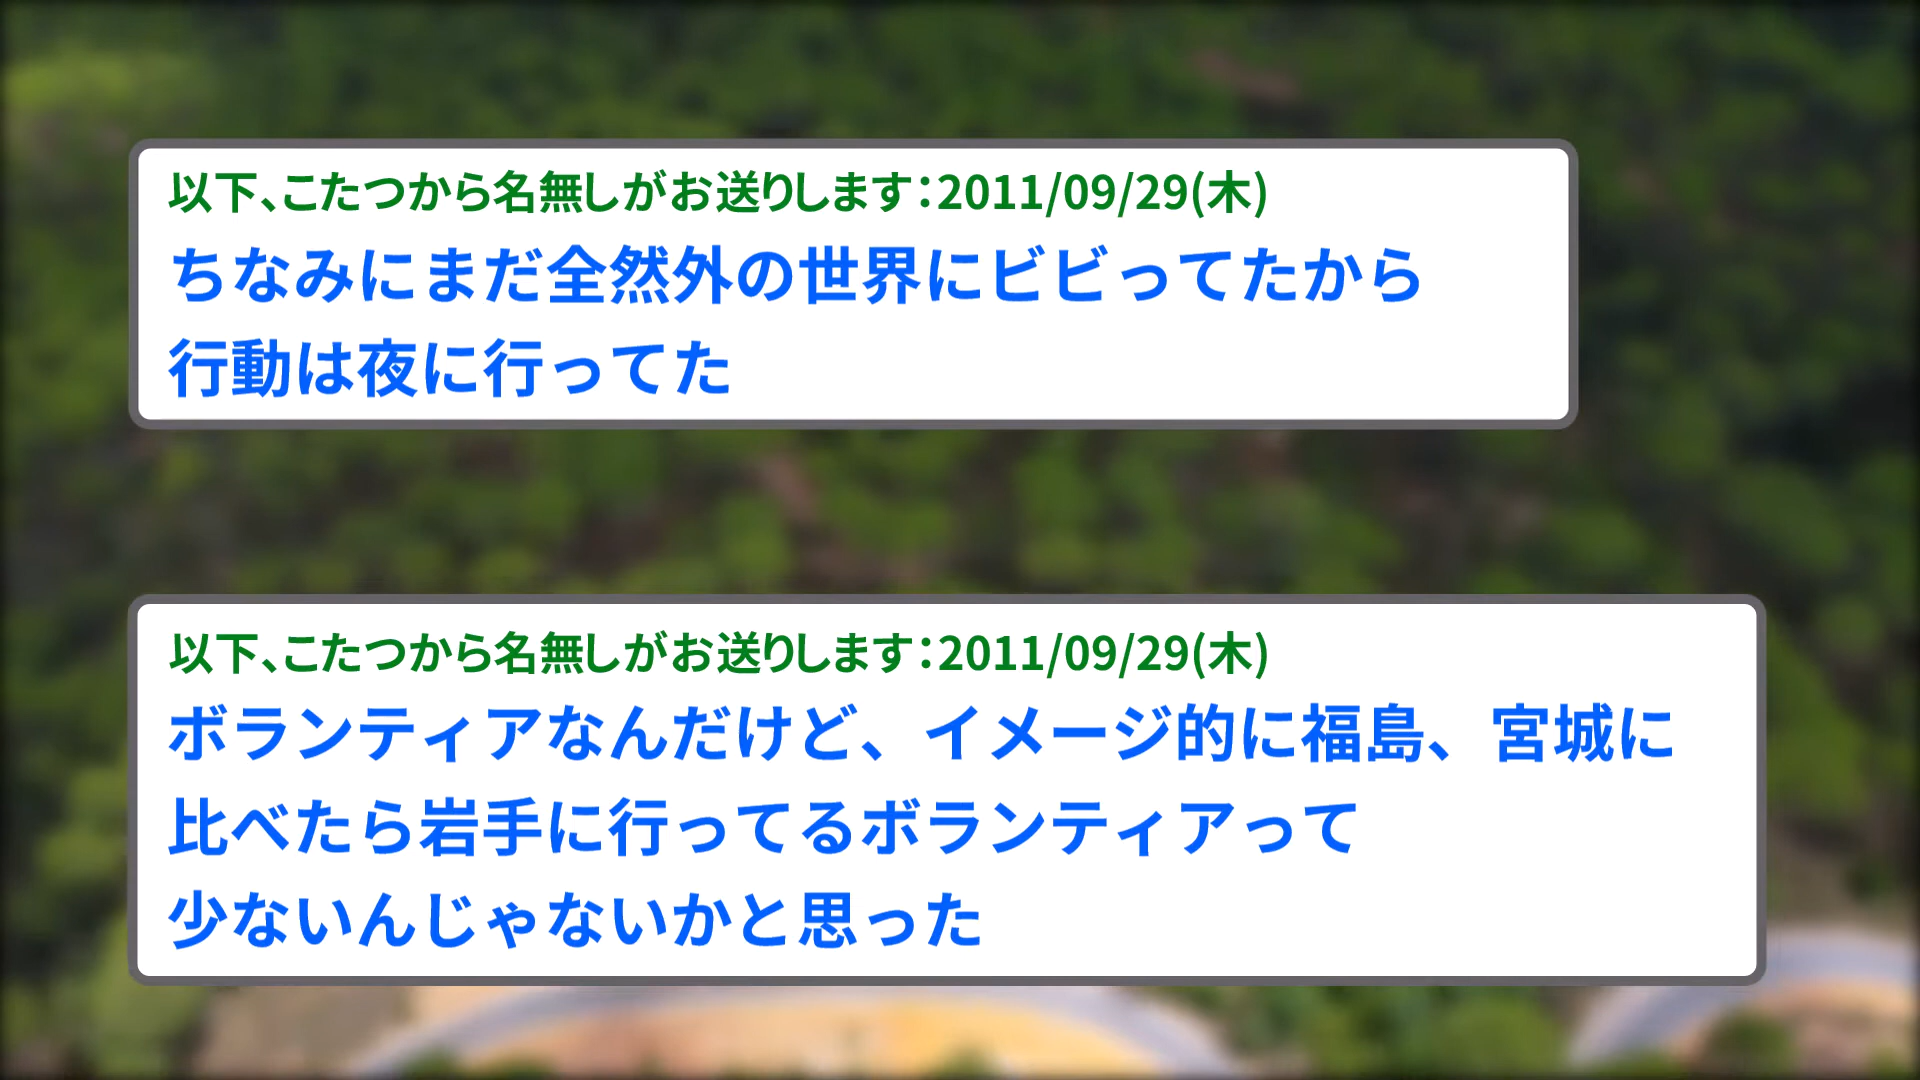 以下、こたつから名無しがお送りします：2011/09/29(木)
ちなみにまだ全然外の世界にビビってたから
行動は夜に行ってた
以下、こたつから名無しがお送りします：2011/09/29(木)
ボランティアなんだけど、イメージ的に福島、宮城に
比べたら岩手に行ってるボランティアって
少ないんじゃないかと思った